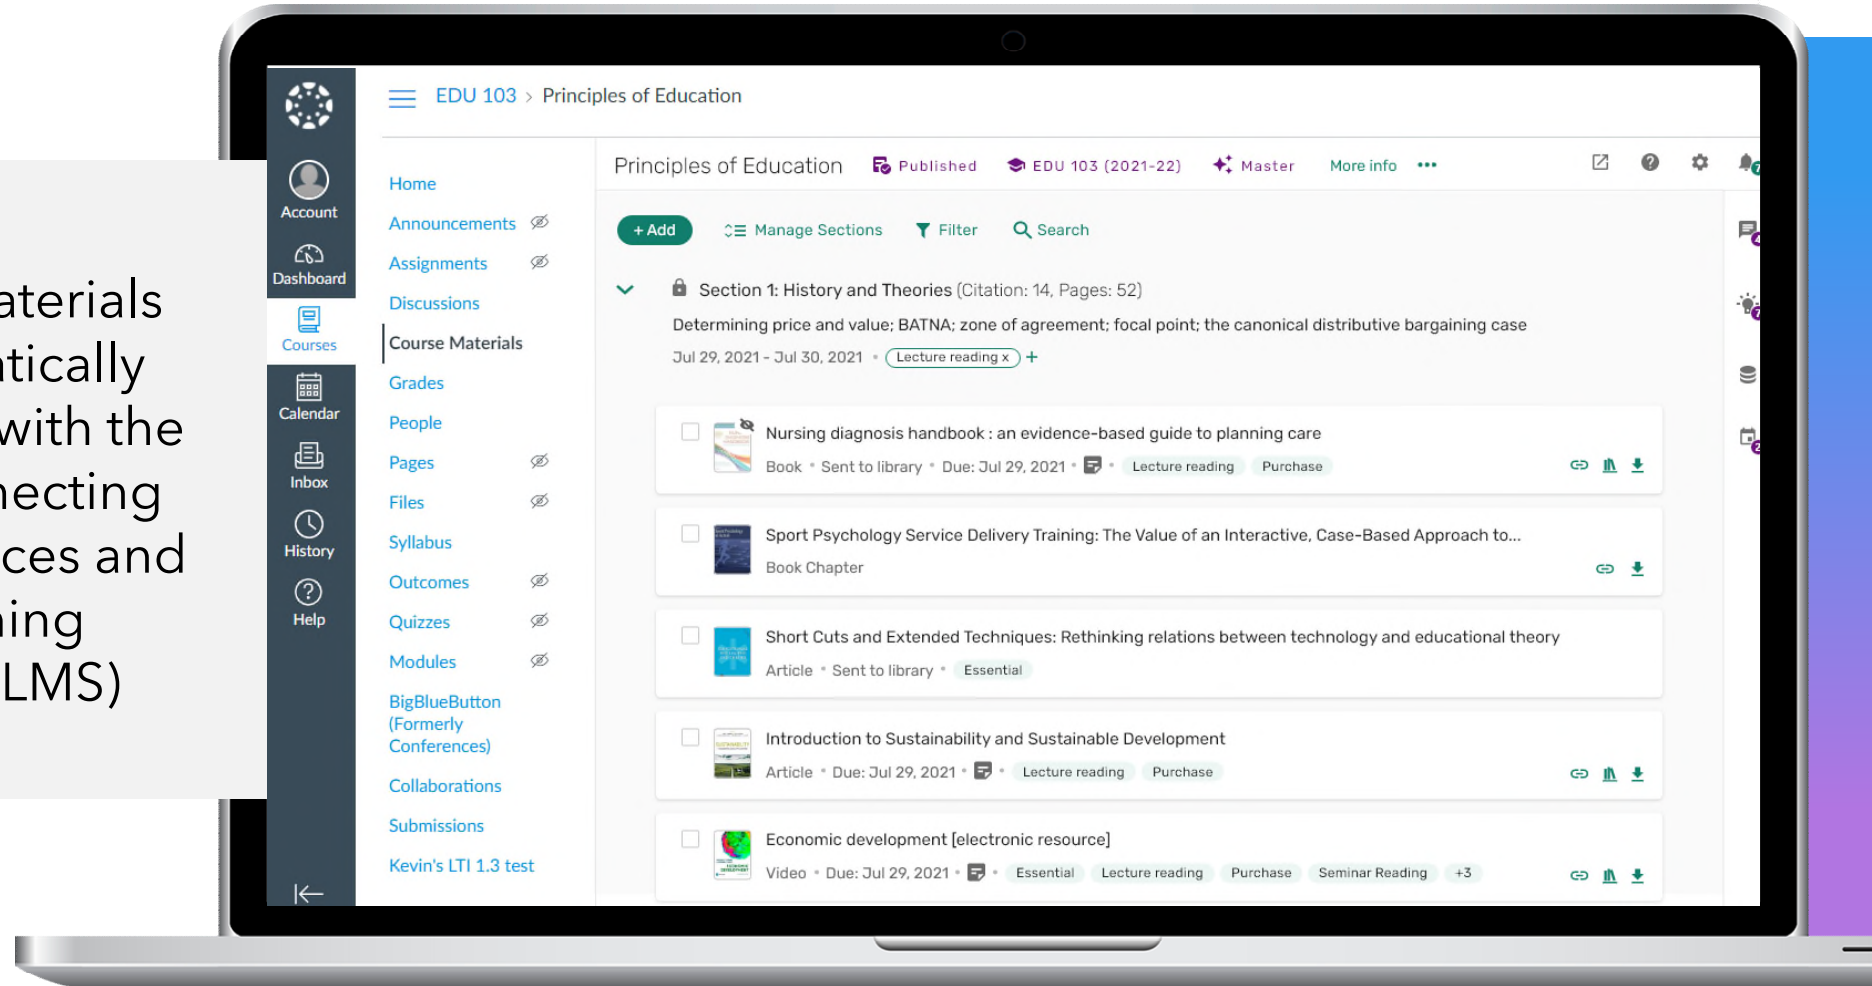 aterials
atically
with the
necting
ces and
ning
LMS)
Account
Dashboard
Courses
Calendar
Inbox
History
Help
EDU 103 > Principles of Education
Home
Announcements
Assignments
Discussions
Course Materials
Grades
People
Pages
Files
Syllabus
Outcomes
Quizzes
Modules
BigBlueButton
(Formerly
Conferences)
Collaborations
Submissions
Kevin's LTI 1.3 test
Principles of Education Published EDU 103 (2021-22) Master More info •••
+ Add Manage Sections Filter Search
Section 1: History and Theories (Citation: 14, Pages: 52)
Determining price and value; BATNA; zone of agreement; focal point; the canonical distributive bargaining case
Jul 29, 2021 - Jul 30, 2021 • Lecture reading x +
Nursing diagnosis handbook : an evidence-based guide to planning care
Book • Sent to library • Due: Jul 29, 2021 • Lecture reading Purchase
Sport Psychology Service Delivery Training: The Value of an Interactive, Case-Based Approach to...
Book Chapter
Short Cuts and Extended Techniques: Rethinking relations between technology and educational theory
Article • Sent to library • Essential
Introduction to Sustainability and Sustainable Development
Article • Due: Jul 29, 2021 • Lecture reading Purchase
Economic development [electronic resource]
Video • Due: Jul 29, 2021 • Essential Lecture reading Purchase Seminar Reading +3